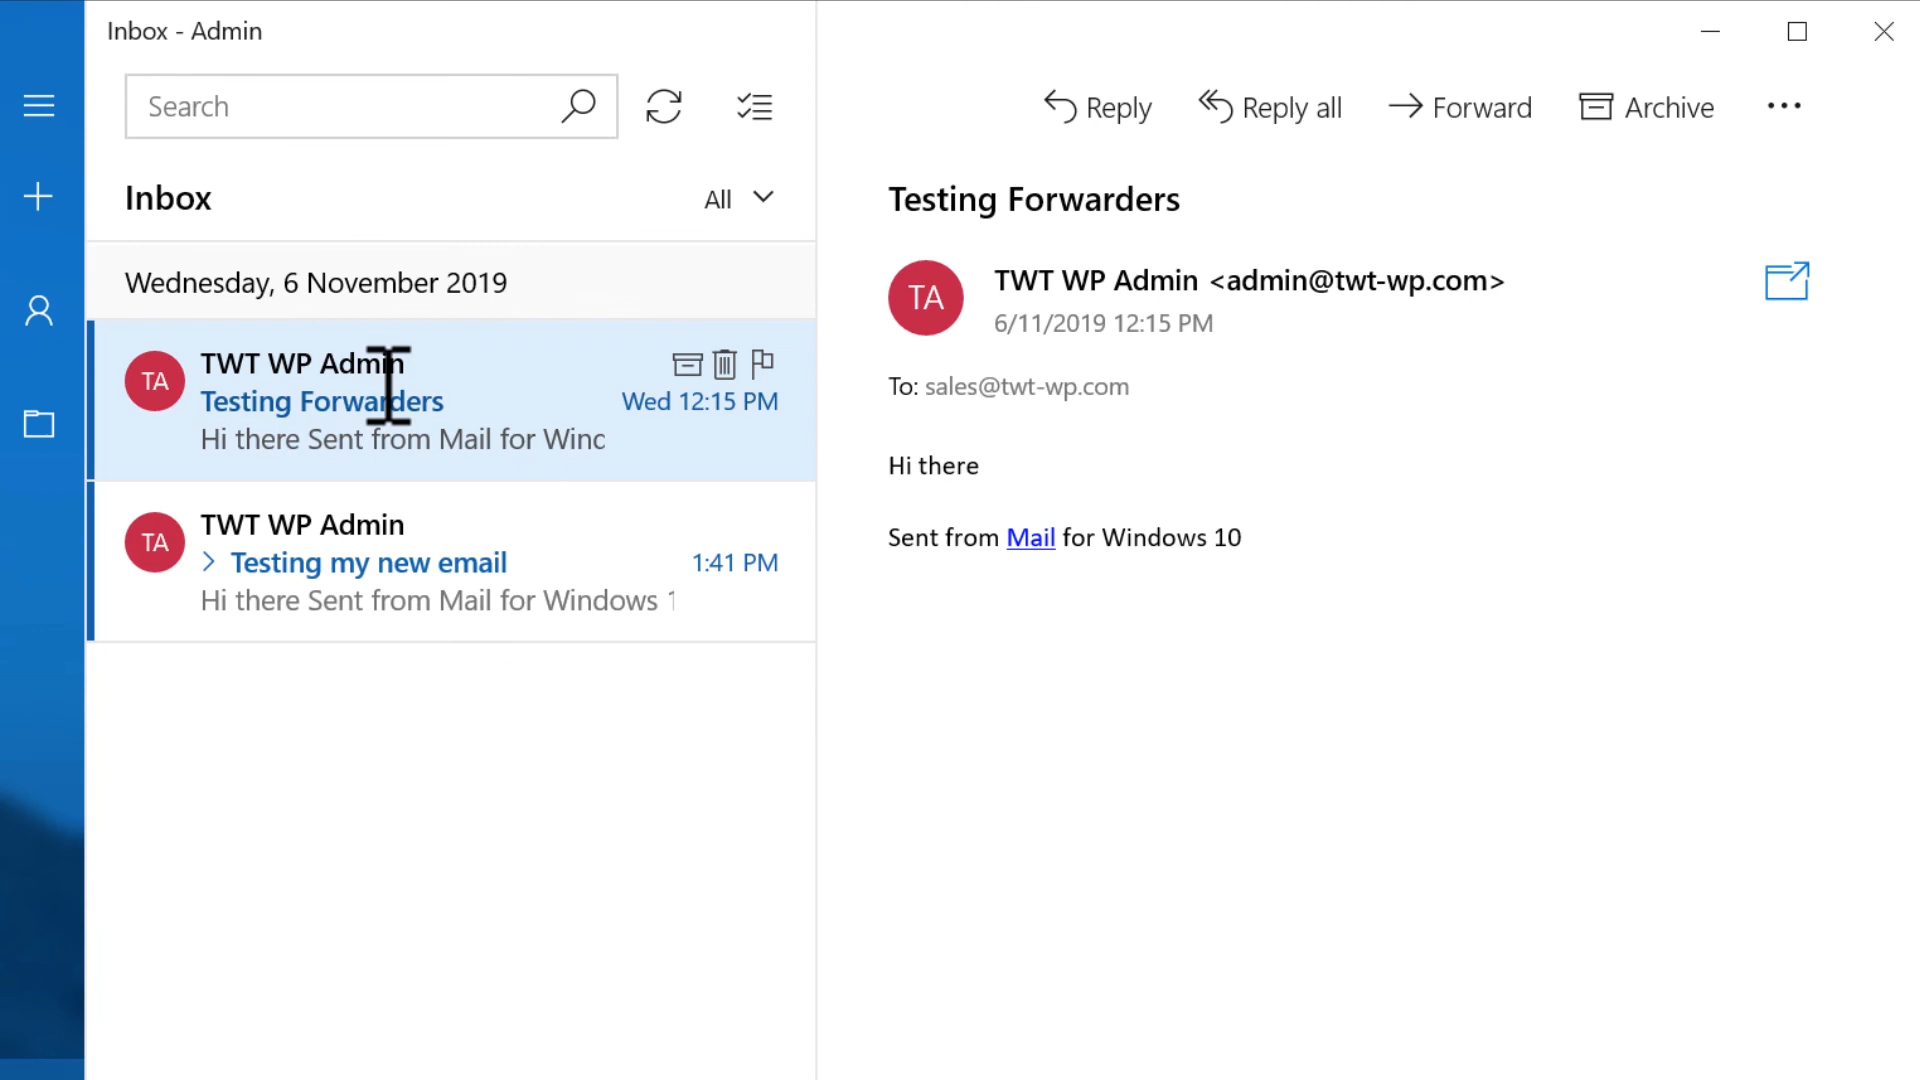 Inbox - Admin
Search
Reply
Reply all
Forward
Archive
Inbox
All
Wednesday, 6 November 2019
TA
TWT WP Admin
Testing Forwarders
Wed 12:15 PM
Hi there Sent from Mail for Winc
TA
TWT WP Admin
> Testing my new email
1:41 PM
Hi there Sent from Mail for Windows 1
Testing Forwarders
TA
TWT WP Admin <admin@twt-wp.com>
6/11/2019 12:15 PM
To: sales@twt-wp.com
Hi there
Sent from Mail for Windows 10